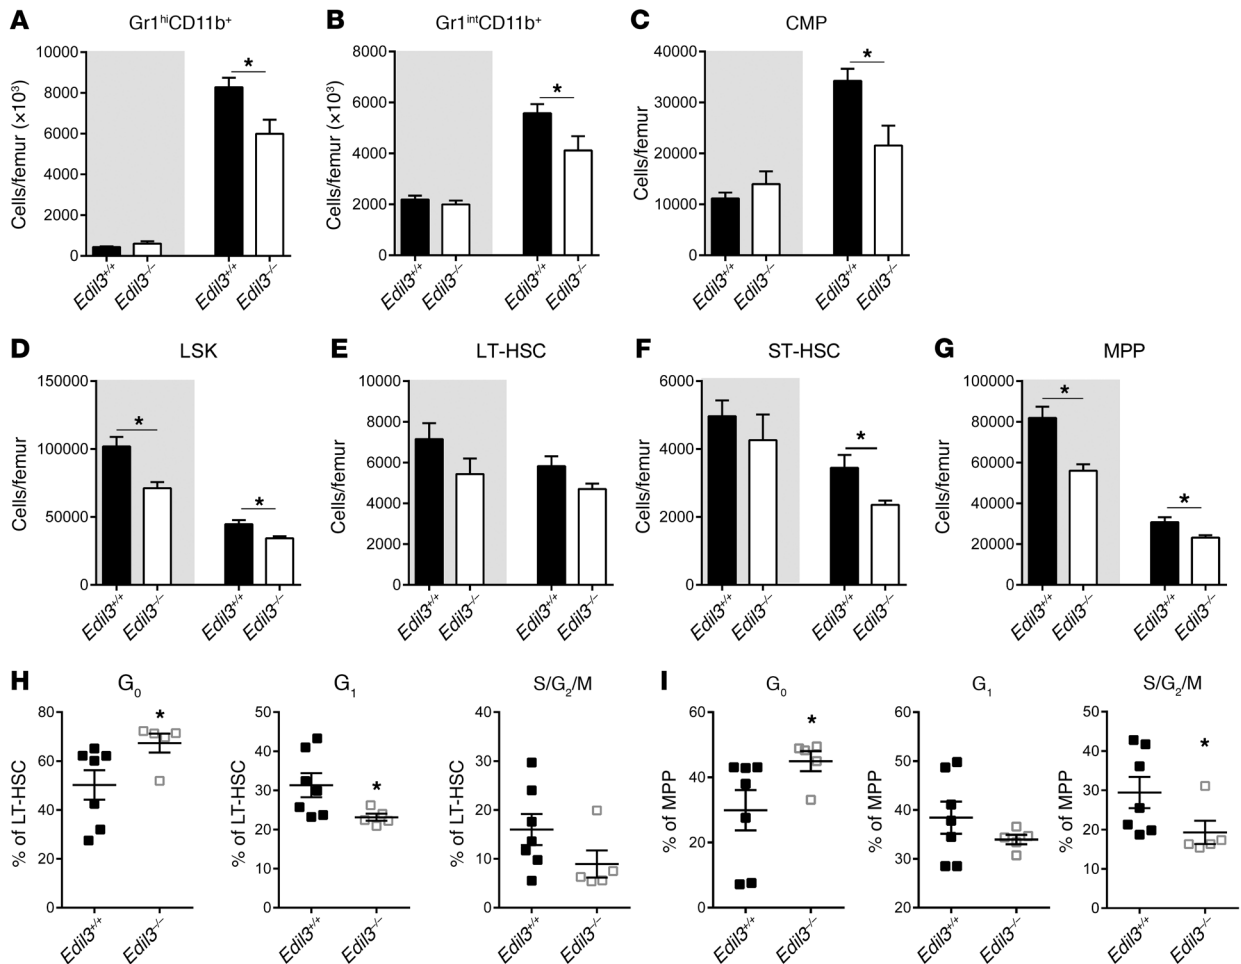 A Gr1hiCD11b+
Cells/femur (×10³)
10000
8000
6000
4000
2000
0
*
Edil3+/+ Edil3–/– Edil3+/+ Edil3–/–
B Gr1intCD11b+
Cells/femur (×10³)
8000
6000
4000
2000
0
*
Edil3+/+ Edil3–/– Edil3+/+ Edil3–/–
C CMP
Cells/femur
40000
30000
20000
10000
0
*
Edil3+/+ Edil3–/– Edil3+/+ Edil3–/–
D LSK
Cells/femur
150000
100000
50000
0
* *
Edil3+/+ Edil3–/– Edil3+/+ Edil3–/–
E LT-HSC
Cells/femur
10000
8000
6000
4000
2000
0
Edil3+/+ Edil3–/– Edil3+/+ Edil3–/–
F ST-HSC
Cells/femur
6000
4000
2000
0
*
Edil3+/+ Edil3–/– Edil3+/+ Edil3–/–
G MPP
Cells/femur
100000
80000
60000
40000
20000
0
* *
Edil3+/+ Edil3–/– Edil3+/+ Edil3–/–
H G₀
% of LT-HSC
80
60
40
20
0
*
Edil3+/+ Edil3–/–
G₁
% of LT-HSC
50
40
30
20
10
0
*
Edil3+/+ Edil3–/–
S/G₂/M
% of LT-HSC
40
30
20
10
0
Edil3+/+ Edil3–/–
I G₀
% of MPP
60
40
20
0
*
Edil3+/+ Edil3–/–
G₁
% of MPP
60
50
40
30
20
Edil3+/+ Edil3–/–
S/G₂/M
% of MPP
50
40
30
20
10
0
*
Edil3+/+ Edil3–/–